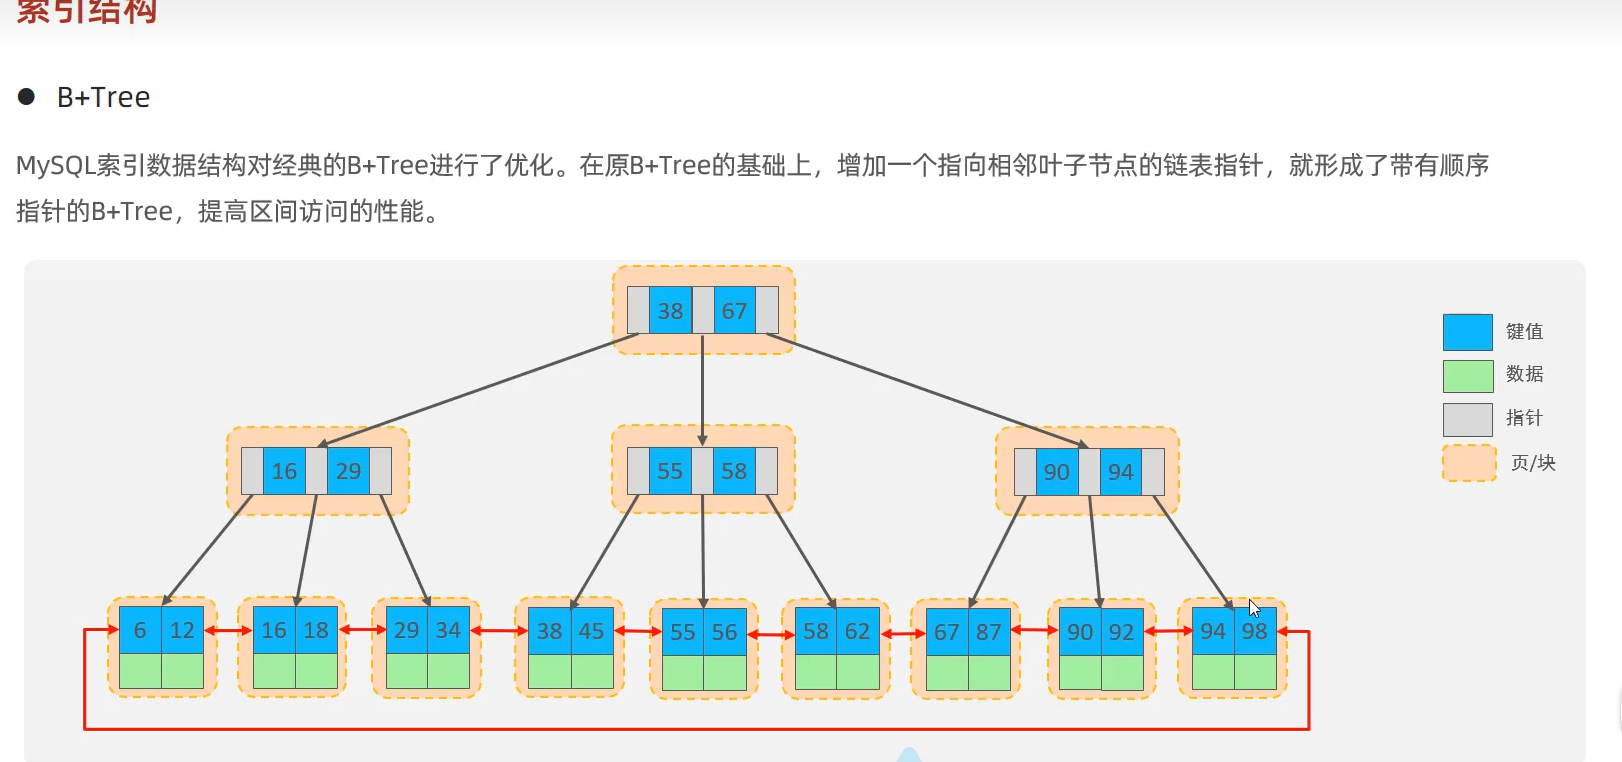 索引结构
B+Tree
MySQL索引数据结构对经典的B+Tree进行了优化。在原B+Tree的基础上，增加一个指向相邻叶子节点的链表指针，就形成了带有顺序
指针的B+Tree，提高区间访问的性能。
38 67
键值
数据
指针
页/块
16 29 55 58 90 94
6 12 16 18 29 34 38 45 55 56 58 62 67 87 90 92 94 98